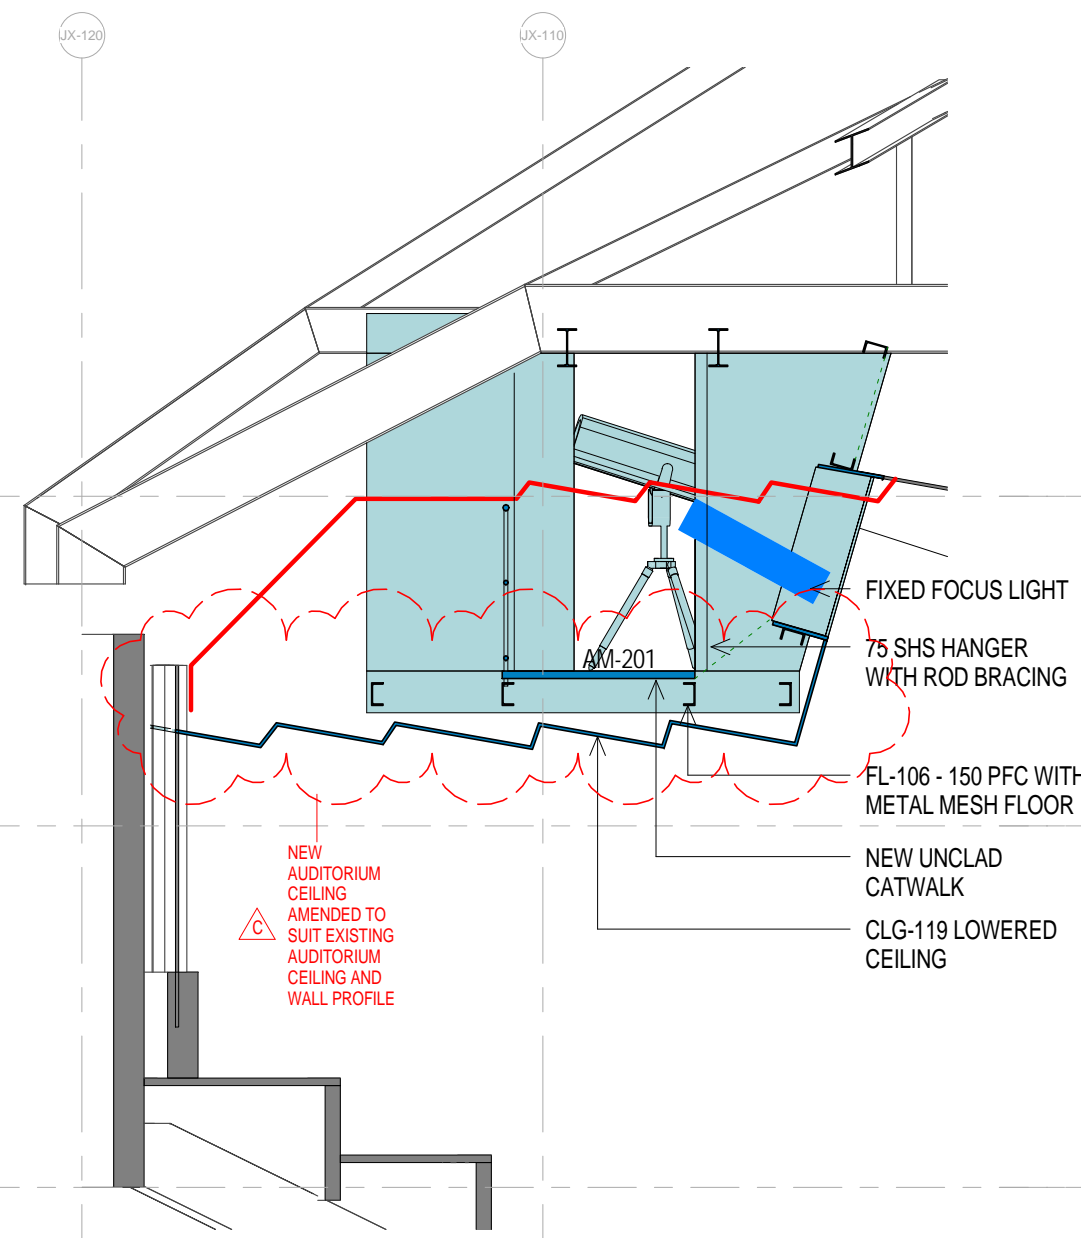 JX-120
JX-110
FIXED FOCUS LIGHT
75 SHS HANGER
WITH ROD BRACING
AM-201
FL-106 - 150 PFC WITH
METAL MESH FLOOR
NEW UNCLAD
CATWALK
CLG-119 LOWERED
CEILING
NEW
AUDITORIUM
CEILING
AMENDED TO
SUIT EXISTING
AUDITORIUM
CEILING AND
WALL PROFILE
C